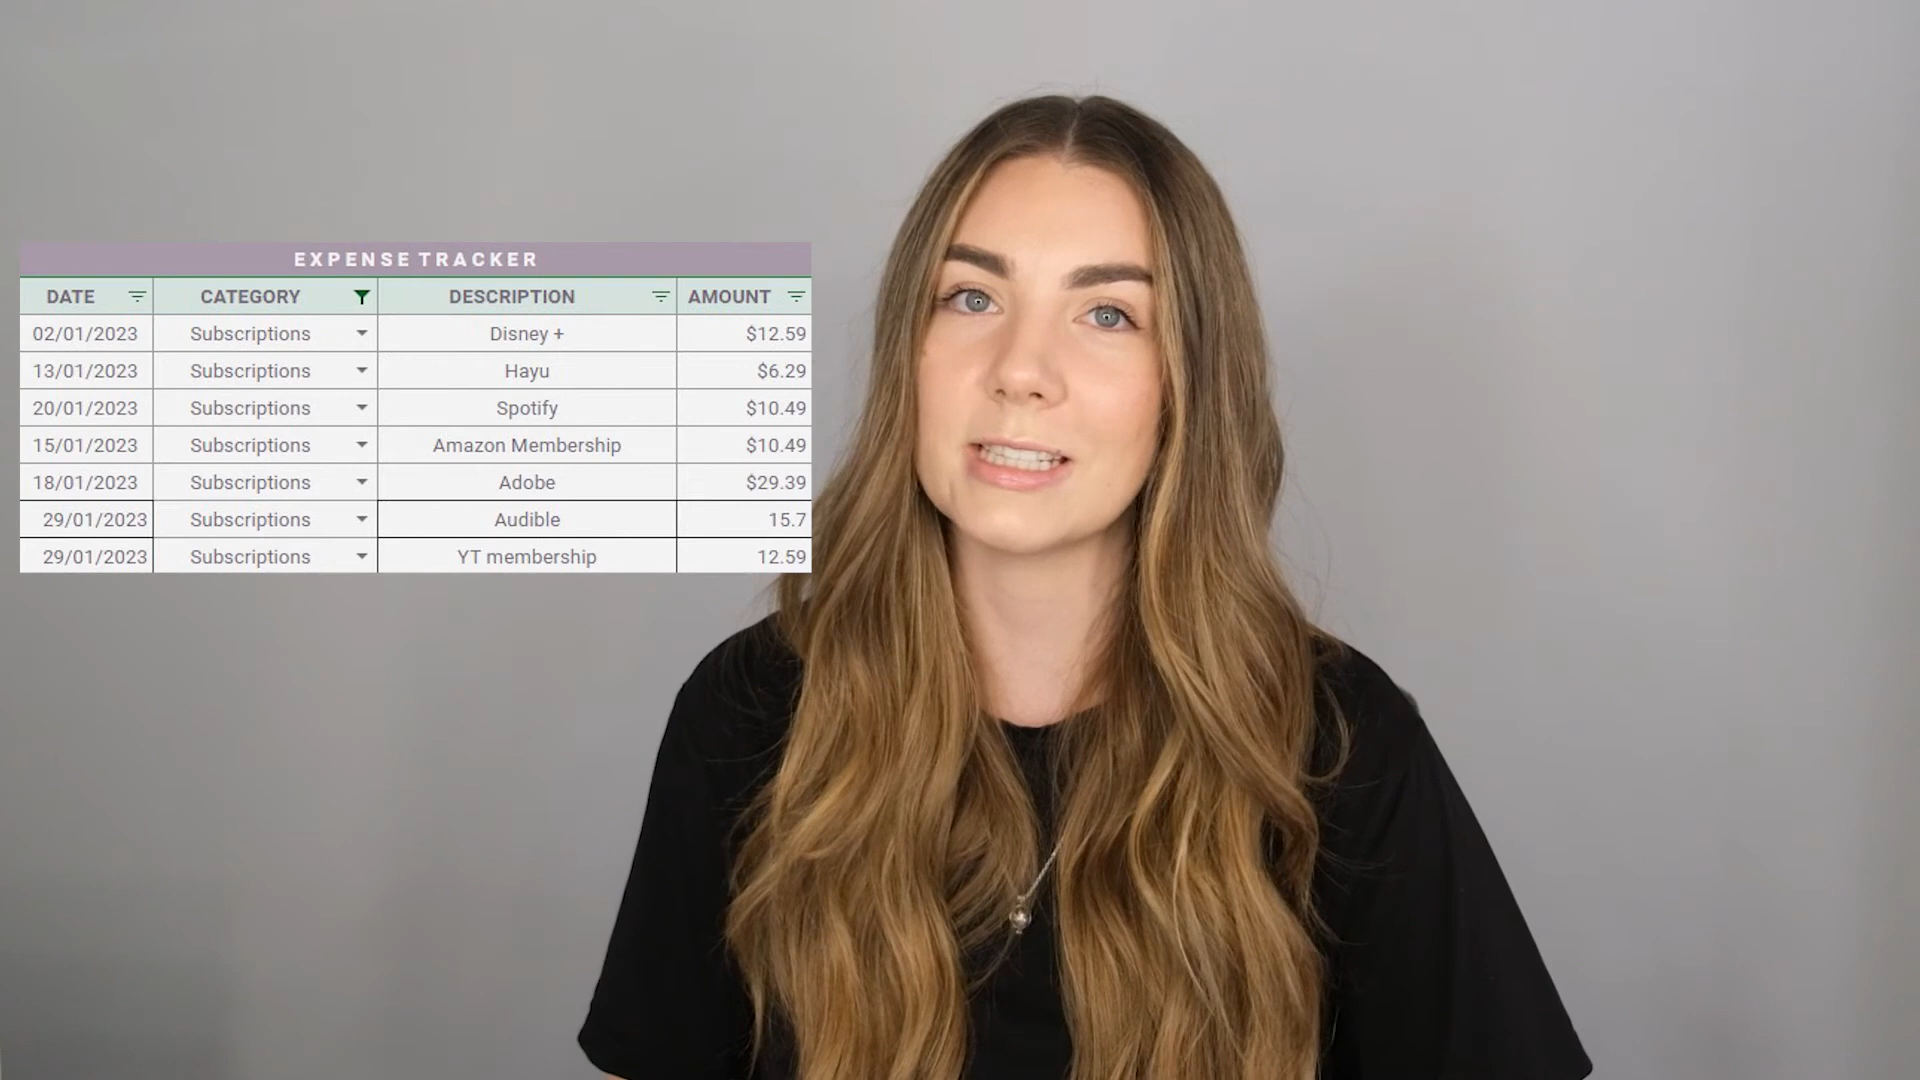 EXPENSE TRACKER
DATE CATEGORY DESCRIPTION AMOUNT
02/01/2023 Subscriptions Disney + $12.59
13/01/2023 Subscriptions Hayu $6.29
20/01/2023 Subscriptions Spotify $10.49
15/01/2023 Subscriptions Amazon Membership $10.49
18/01/2023 Subscriptions Adobe $29.39
29/01/2023 Subscriptions Audible 15.7
29/01/2023 Subscriptions YT membership 12.59